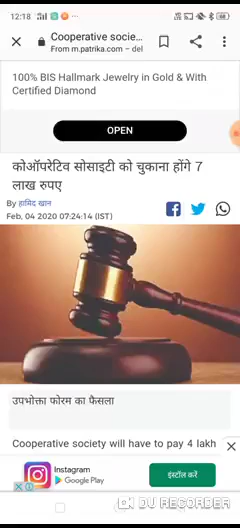 12:18
Cooperative socie...
From m.patrika.com – del
100% BIS Hallmark Jewelry in Gold & With
Certified Diamond
OPEN
कोऑपरेटिव सोसाइटी को चुकाना होंगे 7
लाख रुपए
By हामिद खान
Feb, 04 2020 07:24:14 (IST)
उपभोक्ता फोरम का फैसला
Cooperative society will have to pay 4 lakh
Instagram
Google Play
इंस्टॉल करें
DU RECORDER